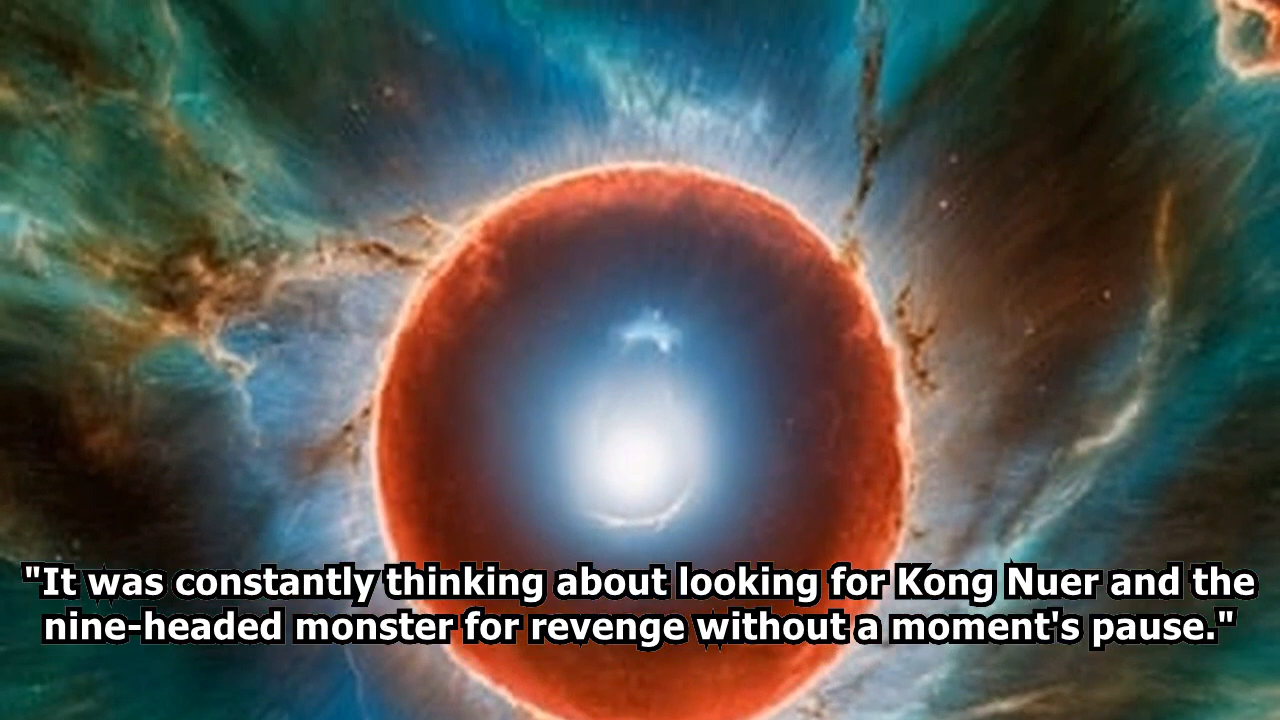 "It was constantly thinking about looking for Kong Nuer and the
nine-headed monster for revenge without a moment's pause."